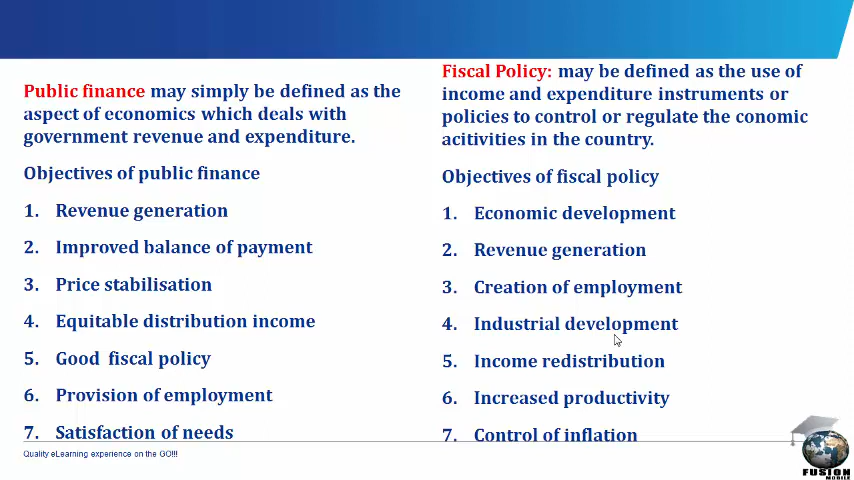 Public finance may simply be defined as the
aspect of economics which deals with
government revenue and expenditure.
Objectives of public finance
1. Revenue generation
2. Improved balance of payment
3. Price stabilisation
4. Equitable distribution income
5. Good fiscal policy
6. Provision of employment
7. Satisfaction of needs
Fiscal Policy: may be defined as the use of
income and expenditure instruments or
policies to control or regulate the conomic
acitivities in the country.
Objectives of fiscal policy
1. Economic development
2. Revenue generation
3. Creation of employment
4. Industrial development
5. Income redistribution
6. Increased productivity
7. Control of inflation
Quality eLearning experience on the GO!!!
FUSION
MOBILE